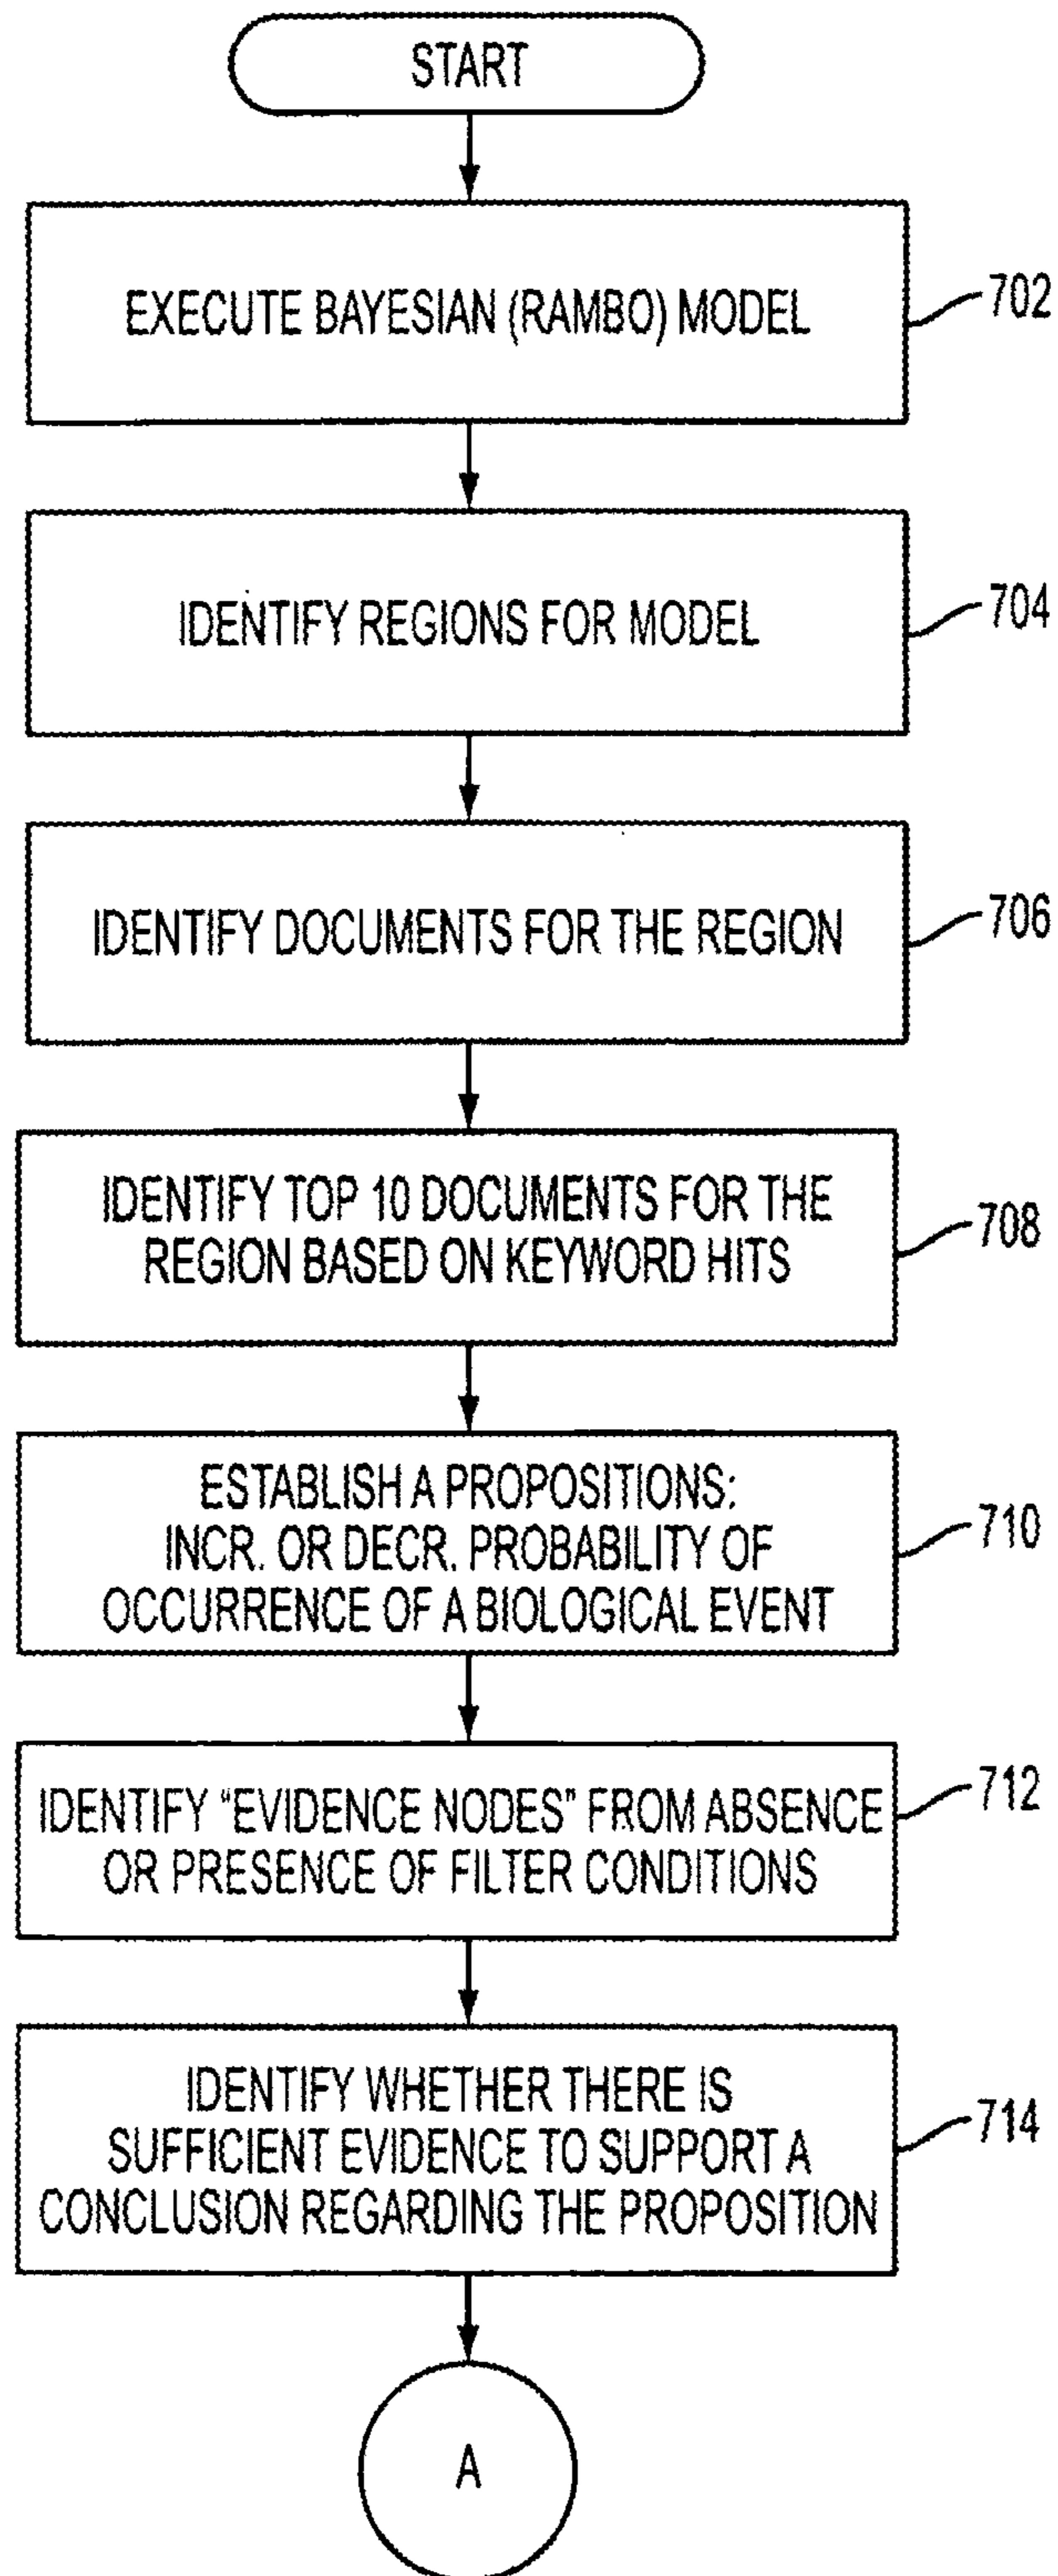 START
EXECUTE BAYESIAN (RAMBO) MODEL
702
IDENTIFY REGIONS FOR MODEL
704
IDENTIFY DOCUMENTS FOR THE REGION
706
IDENTIFY TOP 10 DOCUMENTS FOR THE
REGION BASED ON KEYWORD HITS
708
ESTABLISH A PROPOSITIONS:
INCR. OR DECR. PROBABILITY OF
OCCURRENCE OF A BIOLOGICAL EVENT
710
IDENTIFY "EVIDENCE NODES" FROM ABSENCE
OR PRESENCE OF FILTER CONDITIONS
712
IDENTIFY WHETHER THERE IS
SUFFICIENT EVIDENCE TO SUPPORT A
CONCLUSION REGARDING THE PROPOSITION
714
A